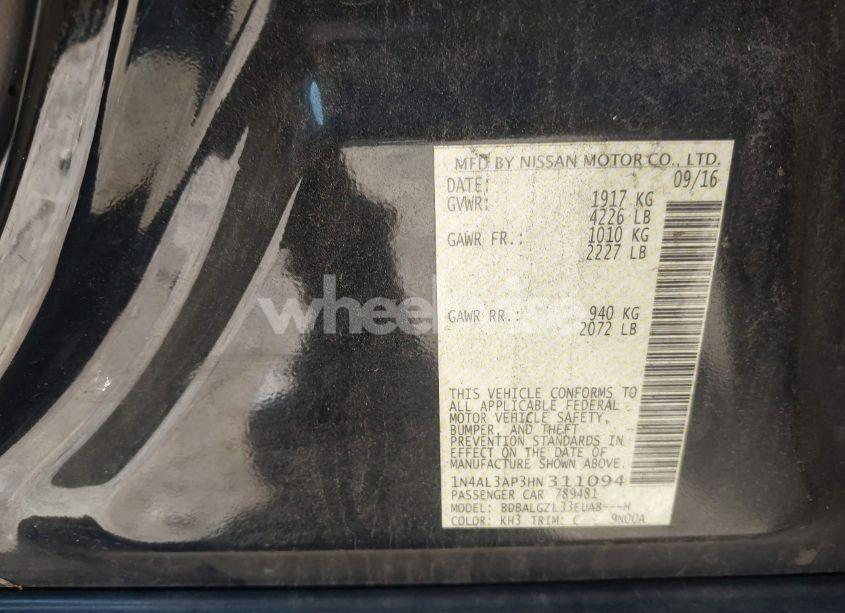 MFD BY NISSAN MOTOR CO., LTD.
DATE: 09/16
GVWR: 1917 KG
4226 LB
GAWR FR.: 1010 KG
2227 LB
GAWR RR.: 940 KG
2072 LB
THIS VEHICLE CONFORMS TO
ALL APPLICABLE FEDERAL
MOTOR VEHICLE SAFETY,
BUMPER, AND THEFT
PREVENTION STANDARDS IN
EFFECT ON THE DATE OF
MANUFACTURE SHOWN ABOVE.
1N4AL3AP3HN311094
PASSENGER CAR 789481
MODEL: BDBALGZL33EUAB---H
COLOR: KH3 TRIM: C 9N00A